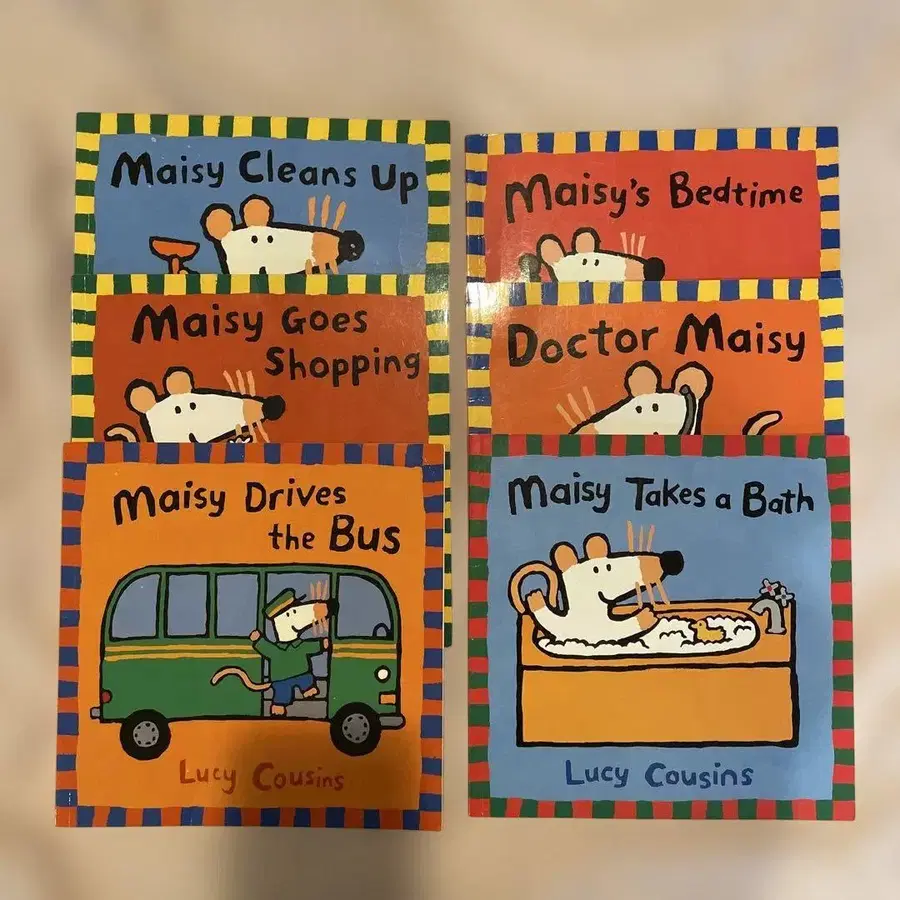 Maisy Cleans Up
Maisy Goes
Shopping
Maisy Drives
the Bus
Lucy Cousins
Maisy's Bedtime
Doctor Maisy
Maisy Takes a Bath
Lucy Cousins